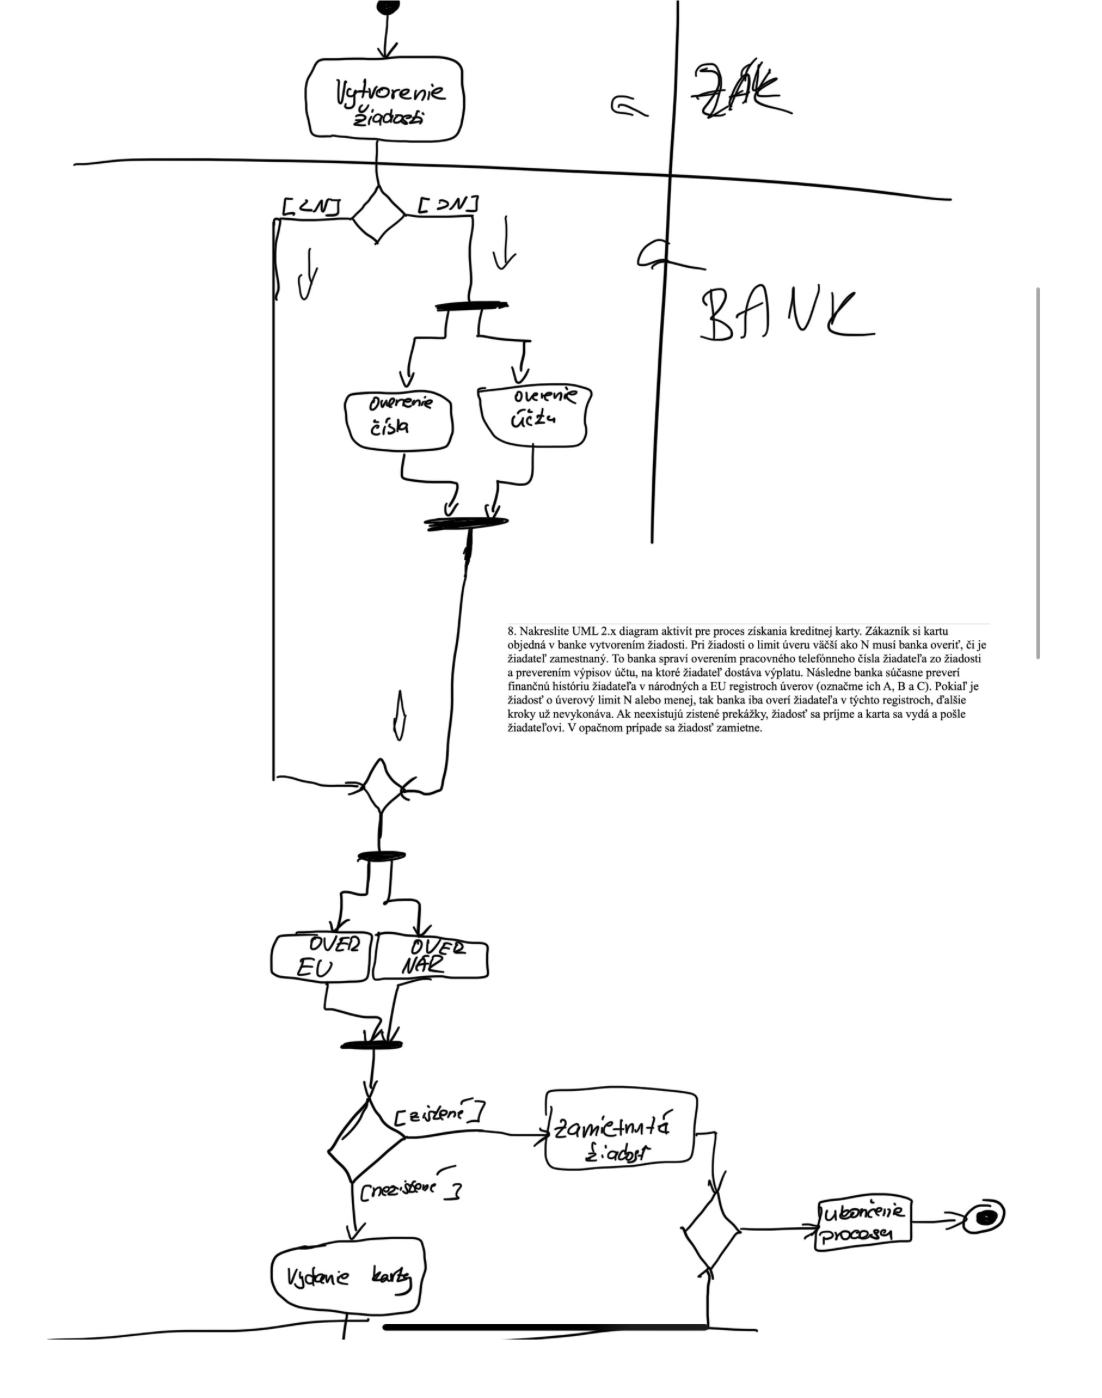 Vytvorenie
žiadosti
ZÁK
[<N]
[>N]
BANK
Overenie
čísla
overenie
účtu
8. Nakreslite UML 2.x diagram aktivít pre proces získania kreditnej karty. Zákazník si kartu
objedná v banke vytvorením žiadosti. Pri žiadosti o limit úveru väčší ako N musí banka overiť, či je
žiadateľ zamestnaný. To banka spraví overením pracovného telefónneho čísla žiadateľa zo žiadosti
a preverením výpisov účtu, na ktoré žiadateľ dostáva výplatu. Následne banka súčasne preverí
finančnú históriu žiadateľa v národných a EU registroch úverov (označme ich A, B a C). Pokiaľ je
žiadosť o úverový limit N alebo menej, tak banka iba overí žiadateľa v týchto registroch, ďalšie
kroky už nevykonáva. Ak neexistujú zistené prekážky, žiadosť sa príjme a karta sa vydá a pošle
žiadateľovi. V opačnom prípade sa žiadosť zamietne.
OVER
EU
OVER
NÁR
[zistené]
zamietnutá
žiadosť
[nezistené]
ukončenie
procesu
Vydanie karty